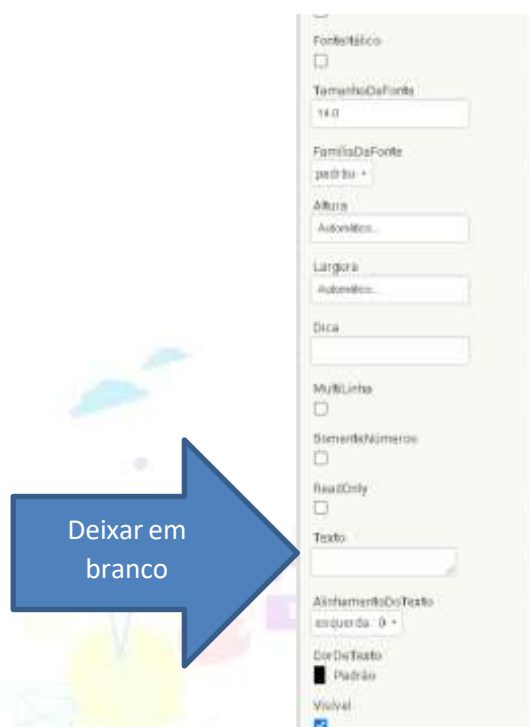 FonteItálico
TamanhoDaFonte
14.0
FamíliaDaFonte
padrão
Altura
Automático...
Largura
Automático...
Dica
MultiLinha
SomenteNúmeros
ReadOnly
Deixar em
branco
Texto
AlinhamentoDoTexto
esquerda : 0
CorDeTexto
Padrão
Visível